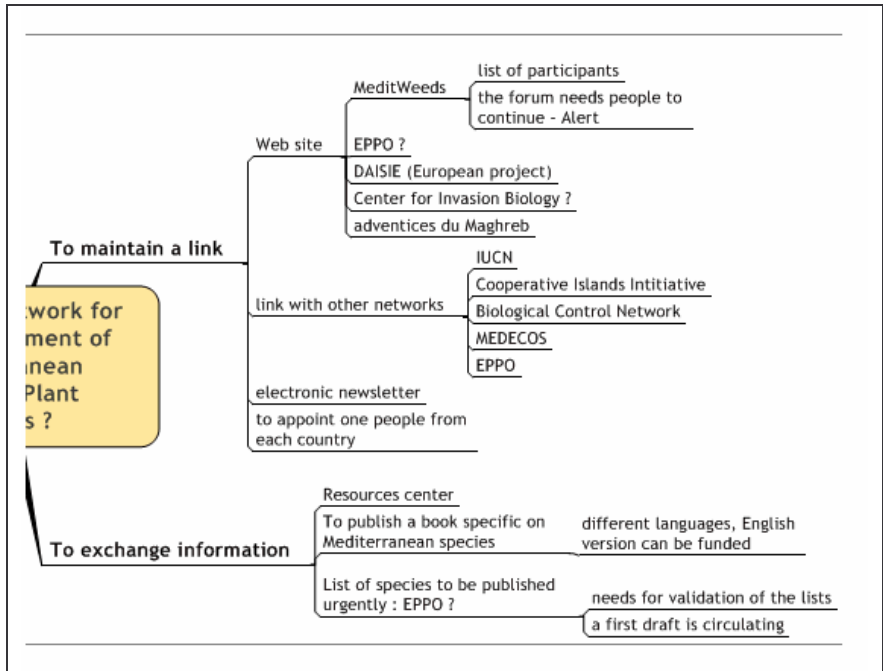 To maintain a link
Web site
MeditWeeds
list of participants
the forum needs people to
continue - Alert
EPPO ?
DAISIE (European project)
Center for Invasion Biology ?
adventices du Maghreb
link with other networks
IUCN
Cooperative Islands Intitiative
Biological Control Network
MEDECOS
EPPO
electronic newsletter
to appoint one people from
each country
work for
ment of
nean
Plant
s ?
To exchange information
Resources center
To publish a book specific on
Mediterranean species
different languages, English
version can be funded
List of species to be published
urgently : EPPO ?
needs for validation of the lists
a first draft is circulating